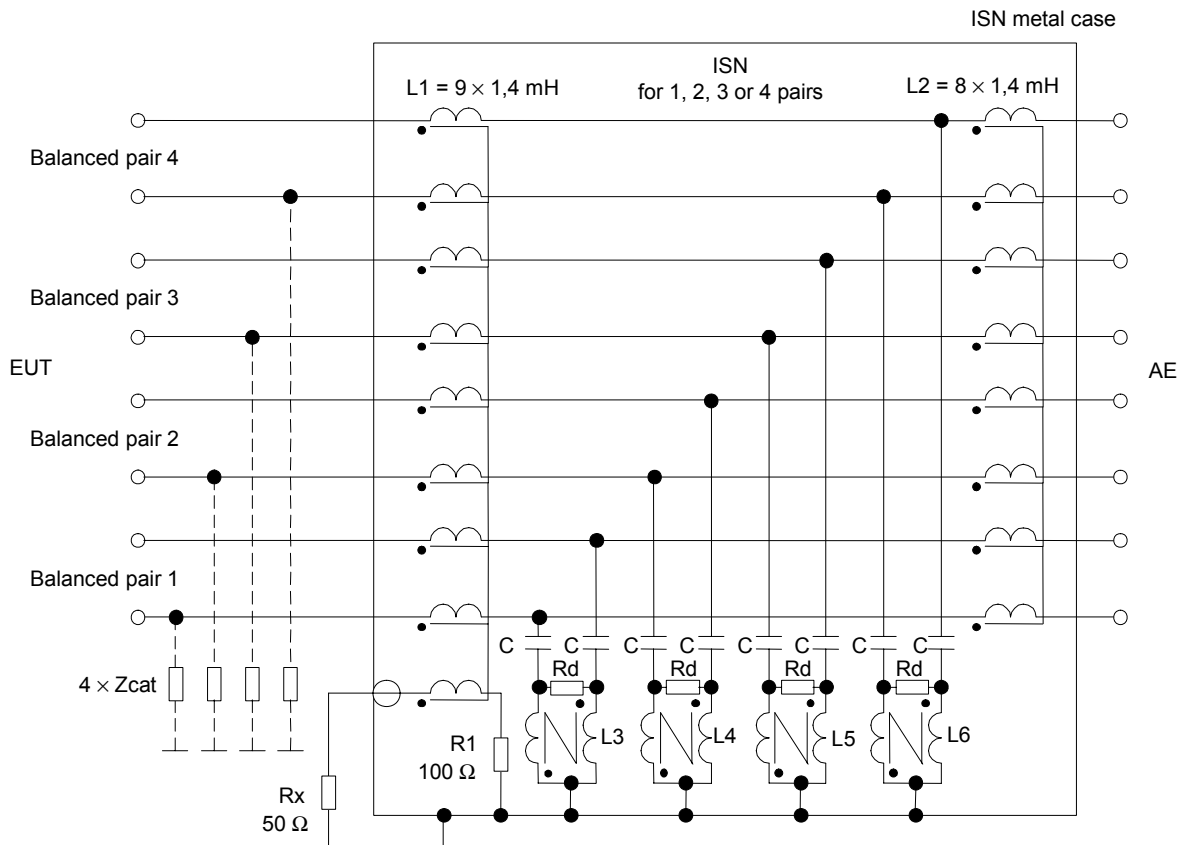 ISN metal case
ISN
for 1, 2, 3 or 4 pairs
L1 = 9 × 1,4 mH
L2 = 8 × 1,4 mH
Balanced pair 4
Balanced pair 3
EUT
AE
Balanced pair 2
Balanced pair 1
C C C C C C C C
Rd Rd Rd Rd
4 × Zcat
L3 L4 L5 L6
R1
100 Ω
Rx
50 Ω